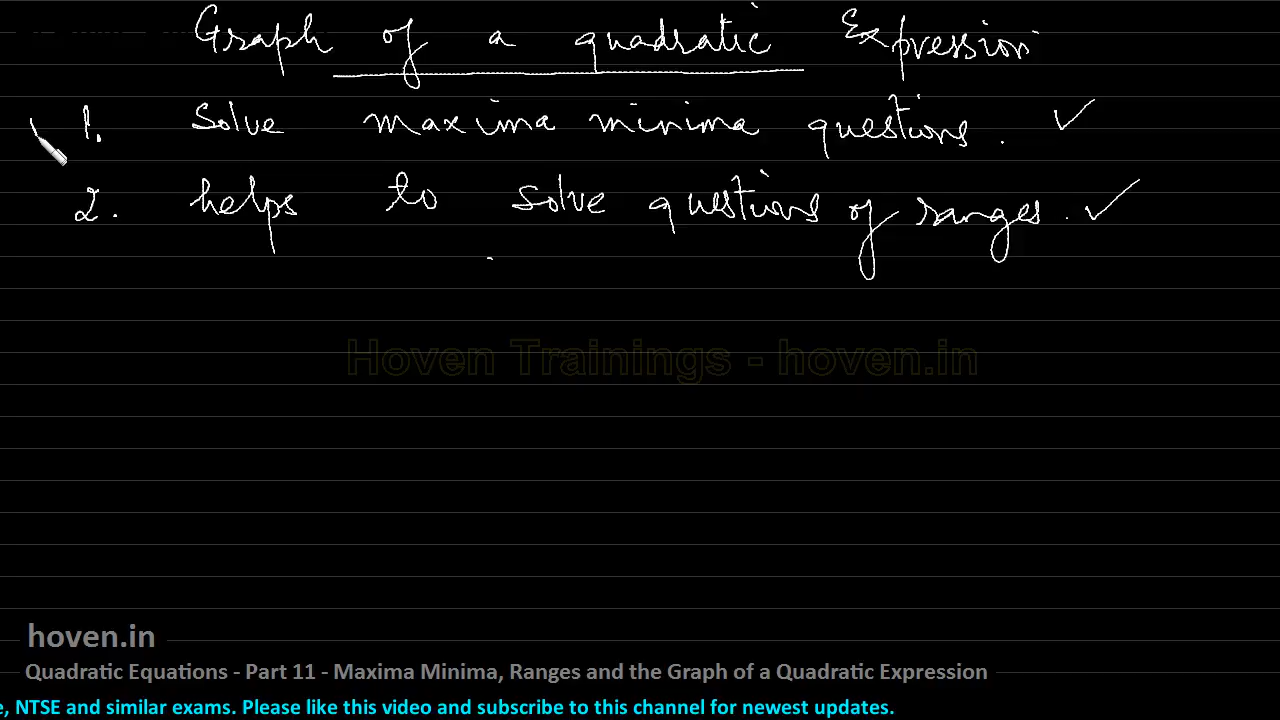 Graph of a quadratic Expression
1. Solve maxima minima questions.
2. helps to solve questions of ranges.
Hoven Trainings - hoven.in
hoven.in
Quadratic Equations - Part 11 - Maxima Minima, Ranges and the Graph of a Quadratic Expression
e, NTSE and similar exams. Please like this video and subscribe to this channel for newest updates.